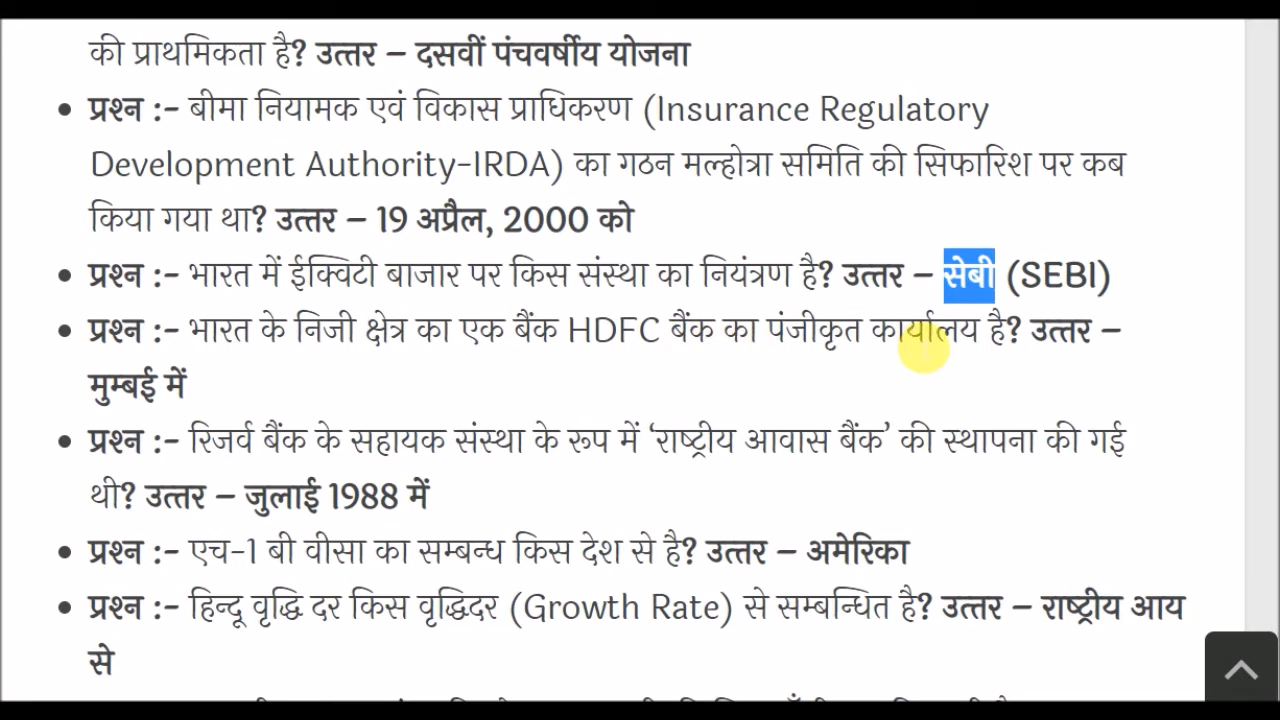 की प्राथमिकता है? उत्तर – दसवीं पंचवर्षीय योजना
• प्रश्न :- बीमा नियामक एवं विकास प्राधिकरण (Insurance Regulatory
Development Authority-IRDA) का गठन मल्होत्रा समिति की सिफारिश पर कब
किया गया था? उत्तर – 19 अप्रैल, 2000 को
• प्रश्न :- भारत में ईक्विटी बाजार पर किस संस्था का नियंत्रण है? उत्तर – सेबी (SEBI)
• प्रश्न :- भारत के निजी क्षेत्र का एक बैंक HDFC बैंक का पंजीकृत कार्यालय है? उत्तर –
मुम्बई में
• प्रश्न :- रिजर्व बैंक के सहायक संस्था के रूप में ‘राष्ट्रीय आवास बैंक’ की स्थापना की गई
थी? उत्तर – जुलाई 1988 में
• प्रश्न :- एच-1 बी वीसा का सम्बन्ध किस देश से है? उत्तर – अमेरिका
• प्रश्न :- हिन्दू वृद्धि दर किस वृद्धिदर (Growth Rate) से सम्बन्धित है? उत्तर – राष्ट्रीय आय
से